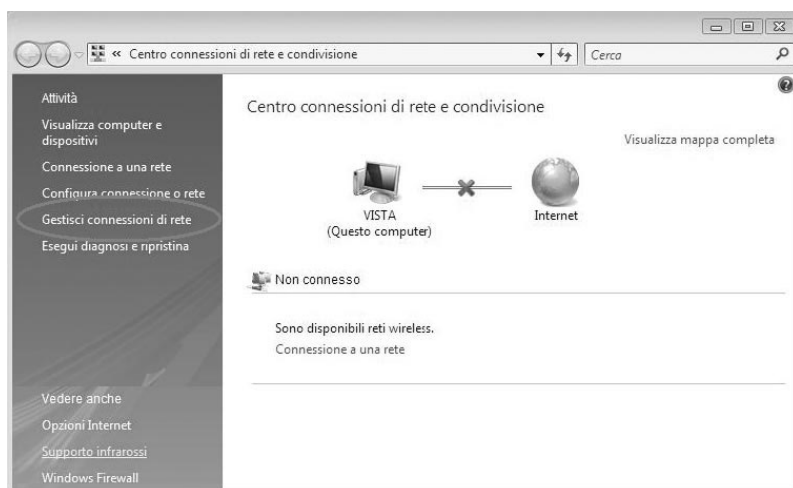 « Centro connessioni di rete e condivisione
Cerca
Attività
Visualizza computer e
dispositivi
Connessione a una rete
Configura connessione o rete
Gestisci connessioni di rete
Esegui diagnosi e ripristina
Vedere anche
Opzioni Internet
Supporto infrarossi
Windows Firewall
Centro connessioni di rete e condivisione
Visualizza mappa completa
VISTA
(Questo computer)
Internet
Non connesso
Sono disponibili reti wireless.
Connessione a una rete